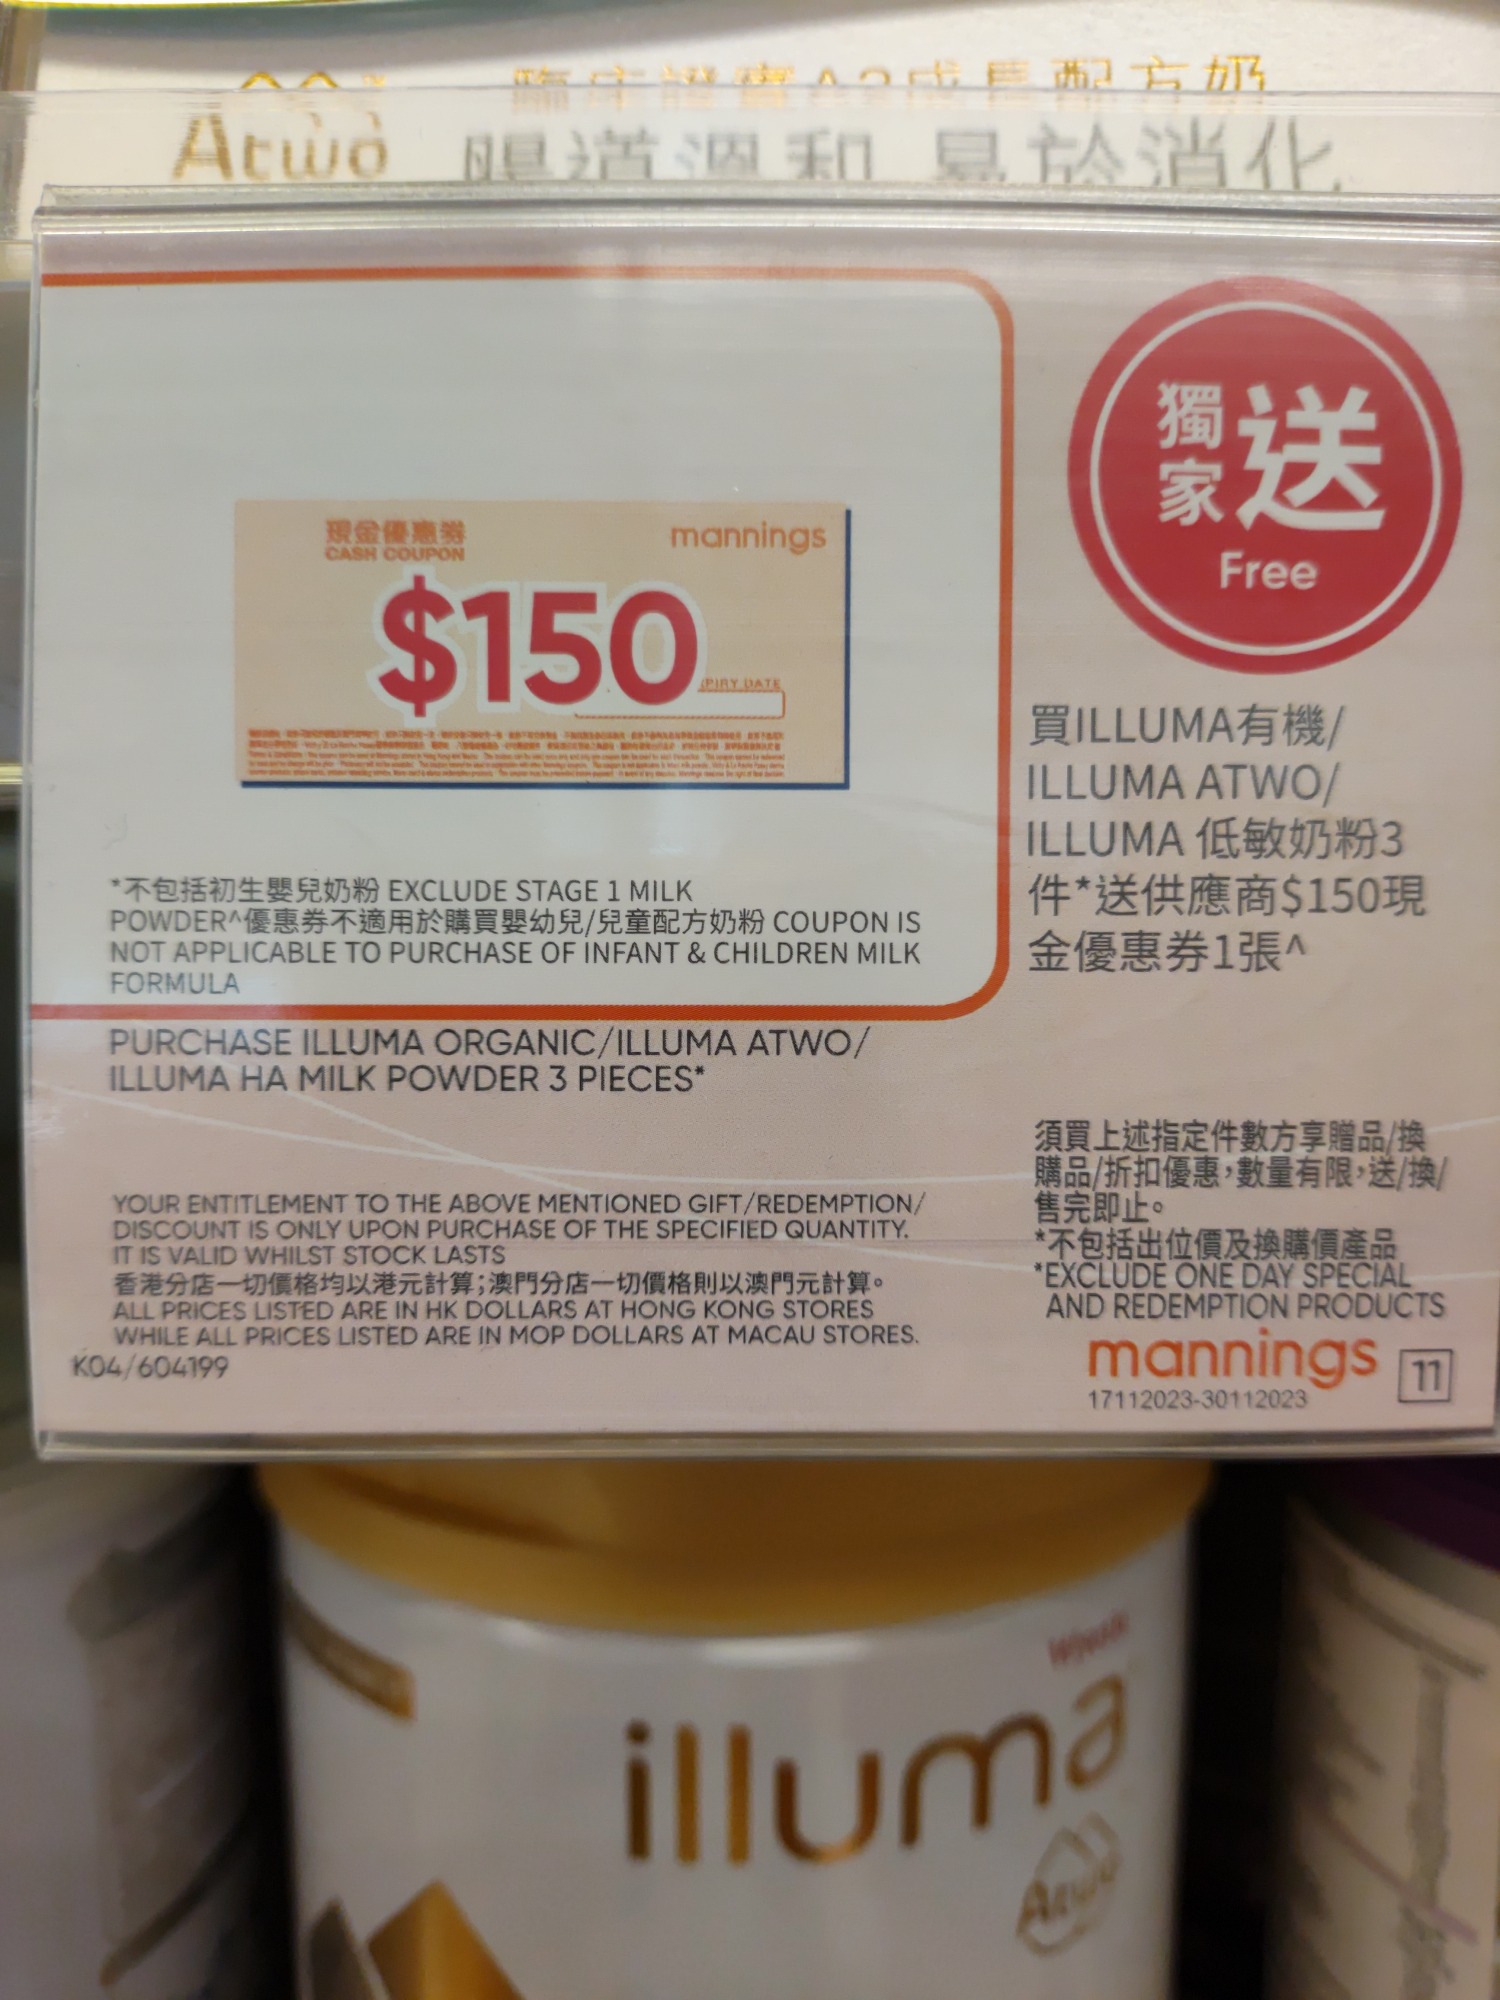 Atwo
腸道溫和 易於消化
獨家送
Free
現金優惠券
CASH COUPON
mannings
$150
PIRY DATE
買ILLUMA有機/
ILLUMA ATWO/
ILLUMA 低敏奶粉3
件*送供應商$150現
金優惠券1張^
*不包括初生嬰兒奶粉 EXCLUDE STAGE 1 MILK
POWDER^優惠券不適用於購買嬰幼兒/兒童配方奶粉 COUPON IS
NOT APPLICABLE TO PURCHASE OF INFANT & CHILDREN MILK
FORMULA
PURCHASE ILLUMA ORGANIC/ILLUMA ATWO/
ILLUMA HA MILK POWDER 3 PIECES*
YOUR ENTITLEMENT TO THE ABOVE MENTIONED GIFT/REDEMPTION/
DISCOUNT IS ONLY UPON PURCHASE OF THE SPECIFIED QUANTITY.
IT IS VALID WHILST STOCK LASTS
香港分店一切價格均以港元計算;澳門分店一切價格則以澳門元計算。
ALL PRICES LISTED ARE IN HK DOLLARS AT HONG KONG STORES
WHILE ALL PRICES LISTED ARE IN MOP DOLLARS AT MACAU STORES.
K04/604199
須買上述指定件數方享贈品/換
購品/折扣優惠,數量有限,送/換/
售完即止。
*不包括出位價及換購價產品
*EXCLUDE ONE DAY SPECIAL
AND REDEMPTION PRODUCTS
mannings 11
17112023-30112023
Wyeth
illuma
Atwo